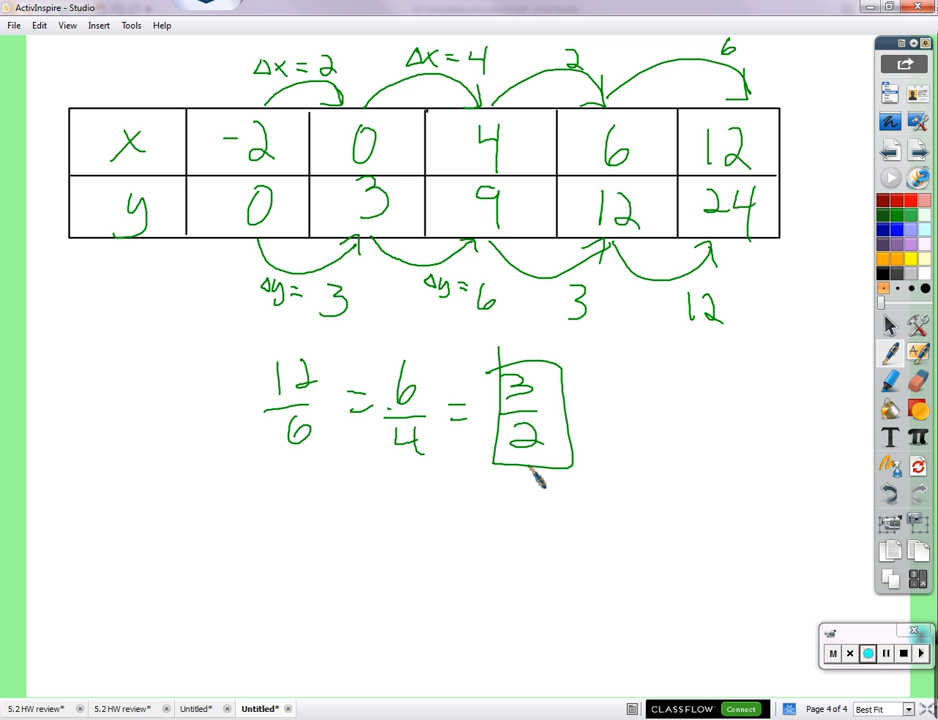 ActivInspire - Studio
File Edit View Insert Tools Help
Δx = 2 Δx = 4 2 6
x -2 0 4 6 12
y 0 3 9 12 24
Δy = 3 Δy = 6 3 12
12/6 = 6/4 = 3/2
T π
M
5.2 HW review* 5.2 HW review* Untitled* Untitled* CLASSFLOW Connect Page 4 of 4 Best Fit